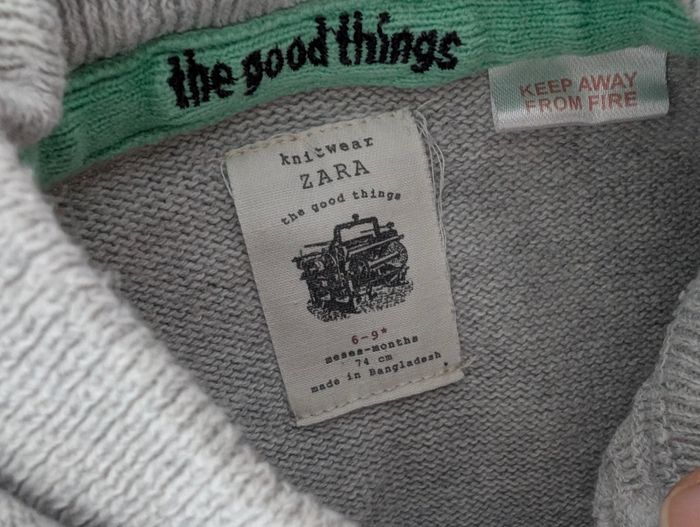 the good things
KEEP AWAY
FROM FIRE
knitwear
ZARA
the good things
6-9*
meses-months
74 cm
made in Bangladesh